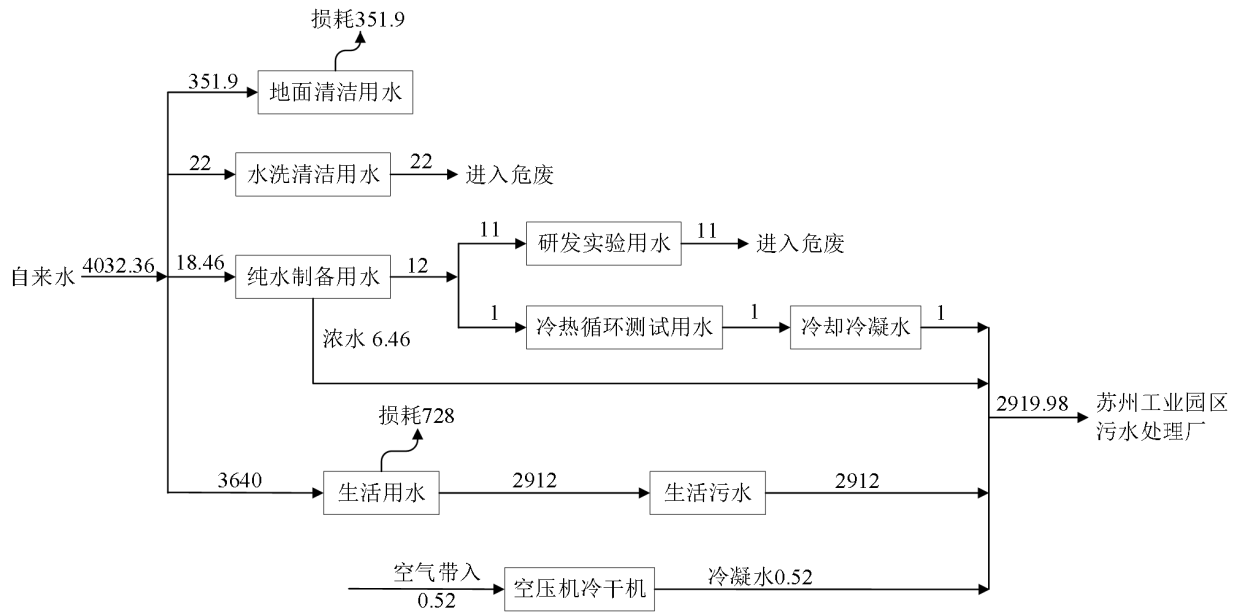 损耗351.9
351.9
地面清洁用水
22
水洗清洁用水
22
进入危废
11
研发实验用水
11
进入危废
自来水
4032.36
18.46
纯水制备用水
12
1
冷热循环测试用水
1
冷却冷凝水
1
浓水 6.46
2919.98
苏州工业园区
污水处理厂
损耗728
3640
生活用水
2912
生活污水
2912
空气带入
0.52
空压机冷干机
冷凝水0.52